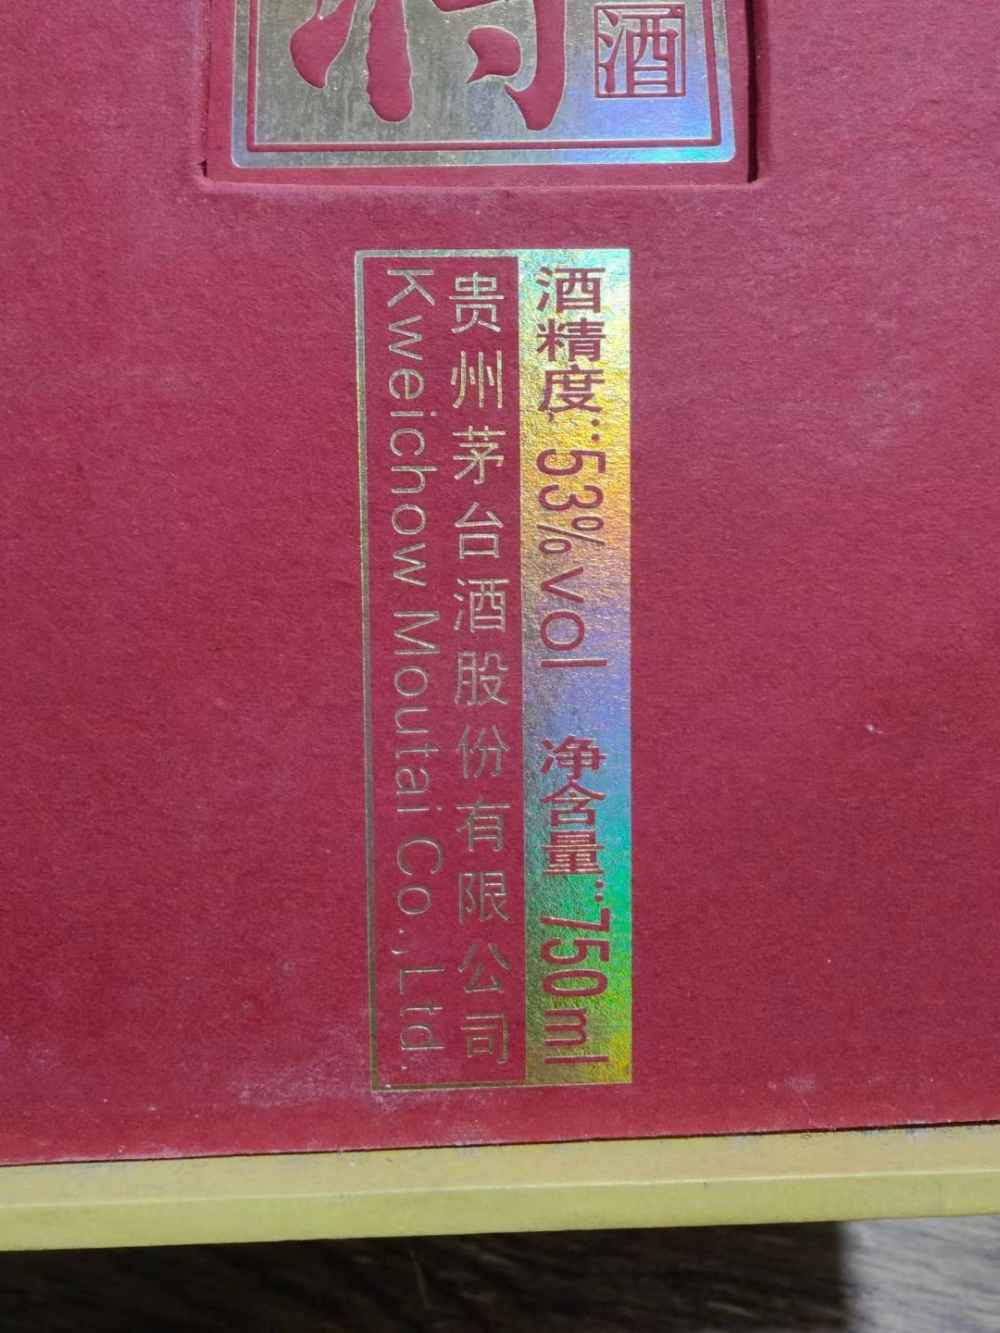 酒
酒精度:53%vol 净含量:750ml
贵州茅台酒股份有限公司
Kweichow Moutai Co.,Ltd.